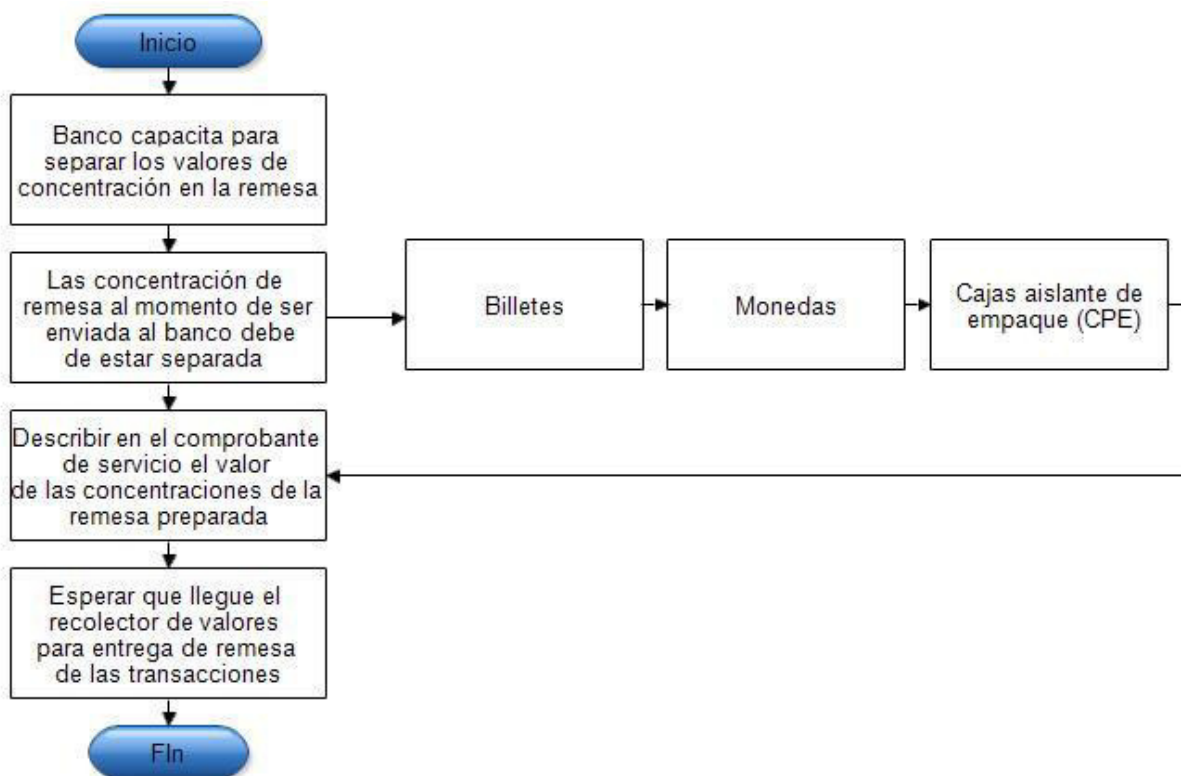 Inicio
Banco capacita para
separar los valores de
concentración en la remesa
Las concentración de
remesa al momento de ser
enviada al banco debe
de estar separada
Billetes
Monedas
Cajas aislante de
empaque (CPE)
Describir en el comprobante
de servicio el valor
de las concentraciones de la
remesa preparada
Esperar que llegue el
recolector de valores
para entrega de remesa
de las transacciones
FIn